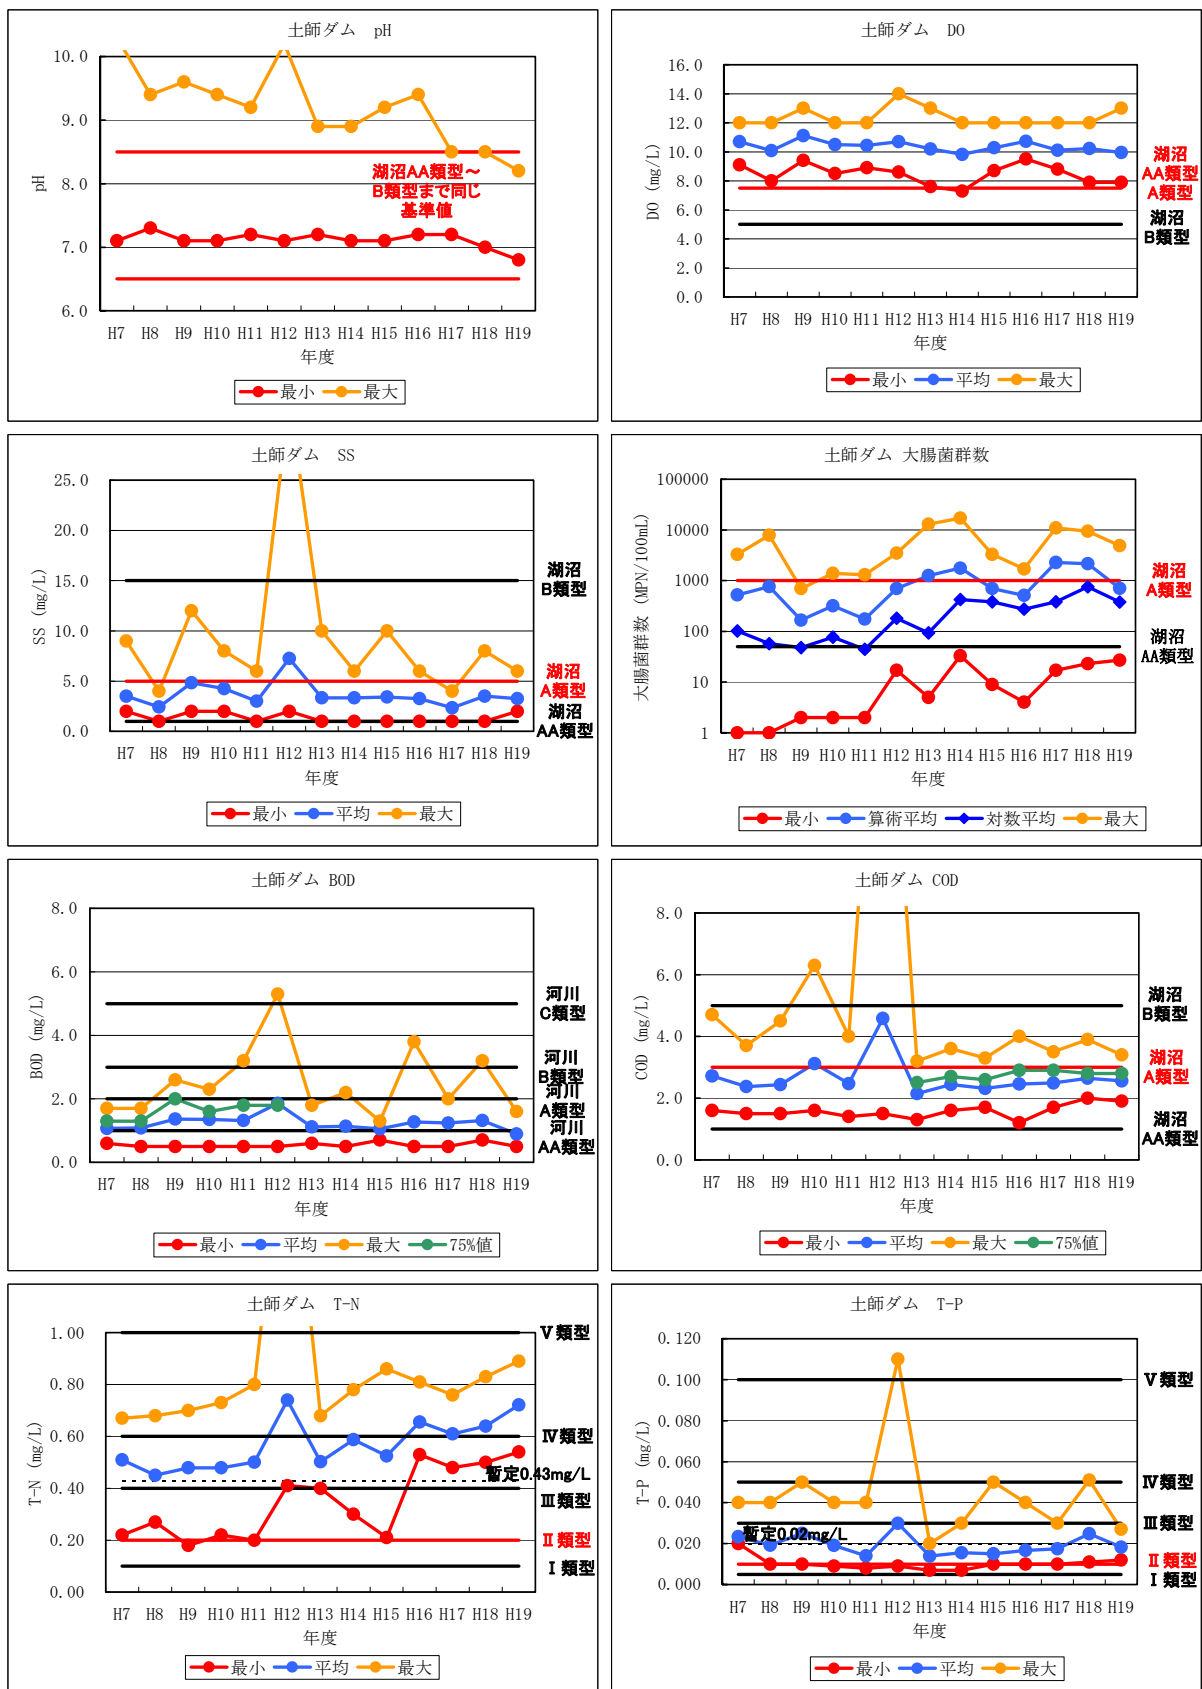 土師ダム pH
10.0
9.0
8.0
7.0
6.0
pH
湖沼AA類型～
B類型まで同じ
基準値
H7 H8 H9 H10 H11 H12 H13 H14 H15 H16 H17 H18 H19
年度
最小 最大
土師ダム DO
16.0
14.0
12.0
10.0
8.0
6.0
4.0
2.0
0.0
DO (mg/L)
湖沼
AA類型
A類型
湖沼
B類型
H7 H8 H9 H10 H11 H12 H13 H14 H15 H16 H17 H18 H19
年度
最小 平均 最大
土師ダム SS
25.0
20.0
15.0
10.0
5.0
0.0
SS (mg/L)
湖沼
B類型
湖沼
A類型
湖沼
AA類型
H7 H8 H9 H10 H11 H12 H13 H14 H15 H16 H17 H18 H19
年度
最小 平均 最大
土師ダム 大腸菌群数
100000
10000
1000
100
10
1
大腸菌群数 (MPN/100mL)
湖沼
A類型
湖沼
AA類型
H7 H8 H9 H10 H11 H12 H13 H14 H15 H16 H17 H18 H19
年度
最小 算術平均 対数平均 最大
土師ダム BOD
8.0
6.0
4.0
2.0
0.0
BOD (mg/L)
河川
C類型
河川
B類型
河川
A類型
河川
AA類型
H7 H8 H9 H10 H11 H12 H13 H14 H15 H16 H17 H18 H19
年度
最小 平均 最大 75%値
土師ダム COD
8.0
6.0
4.0
2.0
0.0
COD (mg/L)
湖沼
B類型
湖沼
A類型
湖沼
AA類型
H7 H8 H9 H10 H11 H12 H13 H14 H15 H16 H17 H18 H19
年度
最小 平均 最大 75%値
土師ダム T-N
1.00
0.80
0.60
0.40
0.20
0.00
T-N (mg/L)
Ⅴ類型
Ⅳ類型
暫定0.43mg/L
Ⅲ類型
Ⅱ類型
Ⅰ類型
H7 H8 H9 H10 H11 H12 H13 H14 H15 H16 H17 H18 H19
年度
最小 平均 最大
土師ダム T-P
0.120
0.100
0.080
0.060
0.040
0.020
0.000
T-P (mg/L)
Ⅴ類型
Ⅳ類型
Ⅲ類型
暫定0.02mg/L
Ⅱ類型
Ⅰ類型
H7 H8 H9 H10 H11 H12 H13 H14 H15 H16 H17 H18 H19
年度
最小 平均 最大